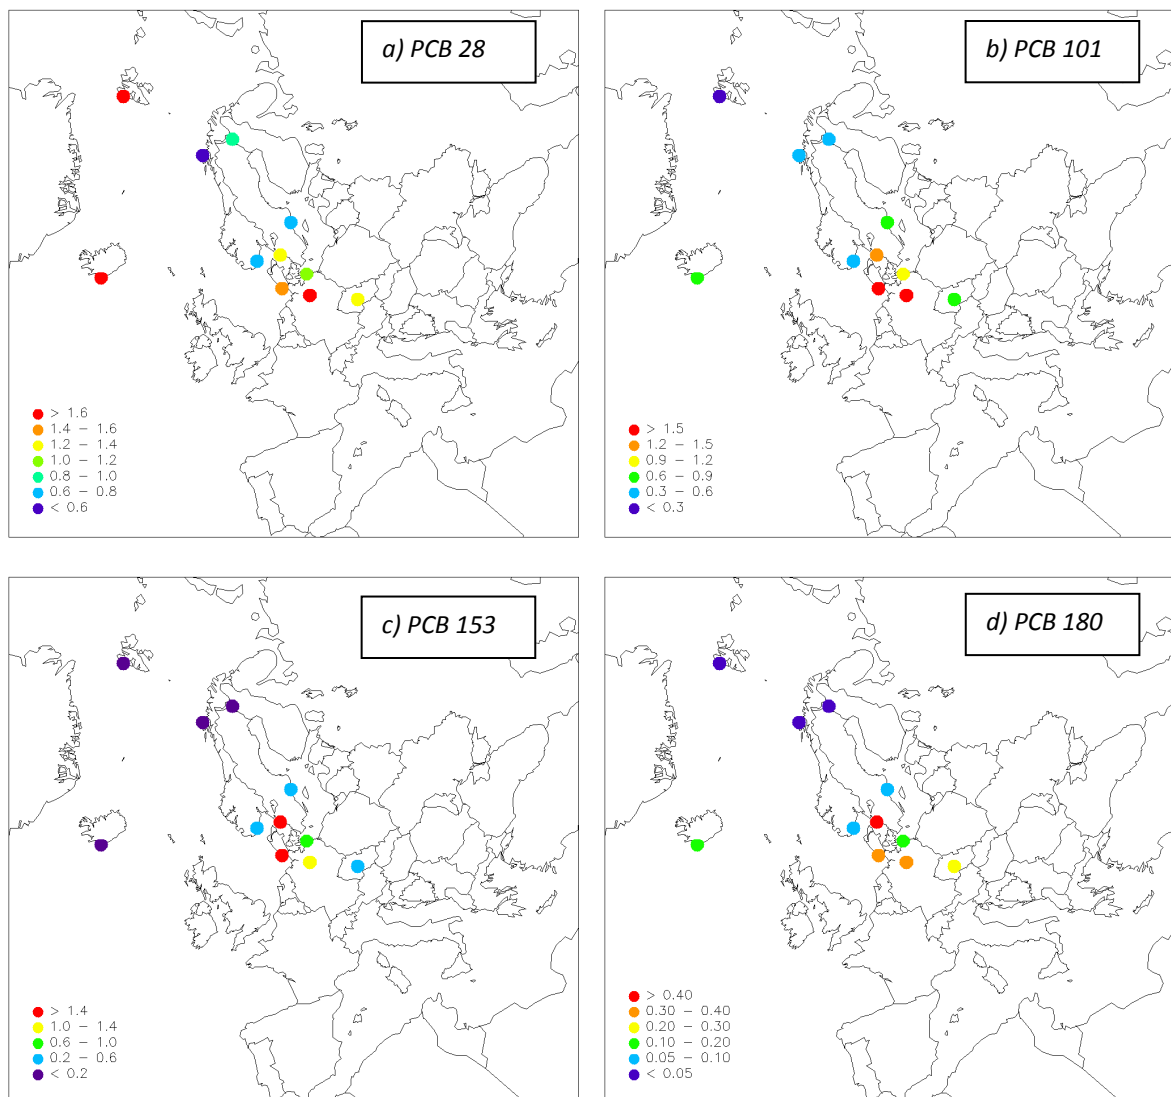 a) PCB 28
> 1.6
1.4 – 1.6
1.2 – 1.4
1.0 – 1.2
0.8 – 1.0
0.6 – 0.8
< 0.6
b) PCB 101
> 1.5
1.2 – 1.5
0.9 – 1.2
0.6 – 0.9
0.3 – 0.6
< 0.3
c) PCB 153
> 1.4
1.0 – 1.4
0.6 – 1.0
0.2 – 0.6
< 0.2
d) PCB 180
> 0.40
0.30 – 0.40
0.20 – 0.30
0.10 – 0.20
0.05 – 0.10
< 0.05